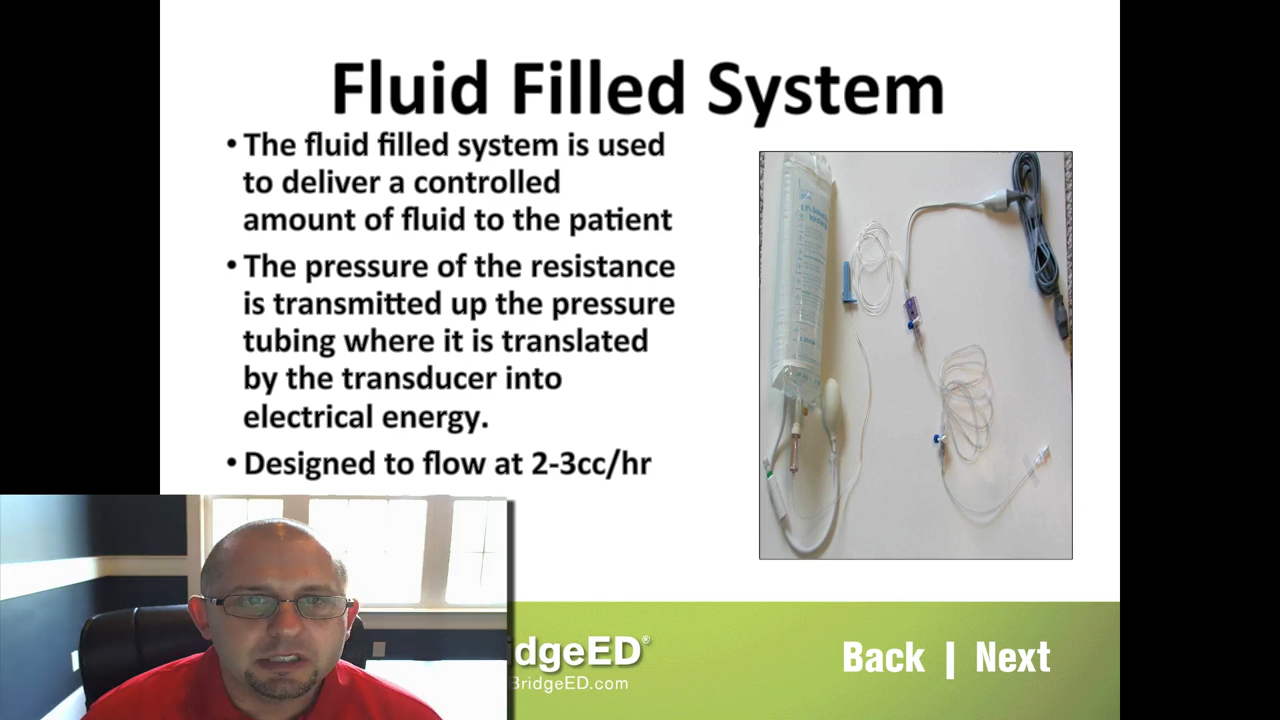 Fluid Filled System
• The fluid filled system is used
to deliver a controlled
amount of fluid to the patient
• The pressure of the resistance
is transmitted up the pressure
tubing where it is translated
by the transducer into
electrical energy.
• Designed to flow at 2-3cc/hr
dgeED®
BridgeED.com
Back | Next